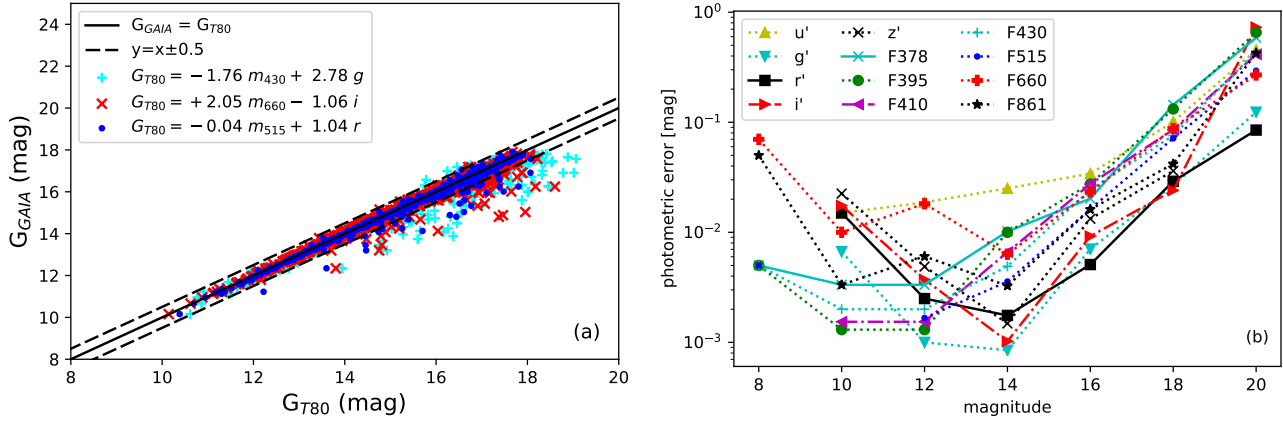 G_GAIA = G_T80
y=x±0.5
G_T80 = −1.76 m_430 + 2.78 g
G_T80 = +2.05 m_660 − 1.06 i
G_T80 = −0.04 m_515 + 1.04 r
24
22
20
18
16
14
12
10
8
G_GAIA (mag)
(a)
8 10 12 14 16 18 20
G_T80 (mag)
u'
g'
r'
i'
z'
F378
F395
F410
F430
F515
F660
F861
10^0
10^−1
10^−2
10^−3
photometric error [mag]
(b)
8 10 12 14 16 18 20
magnitude